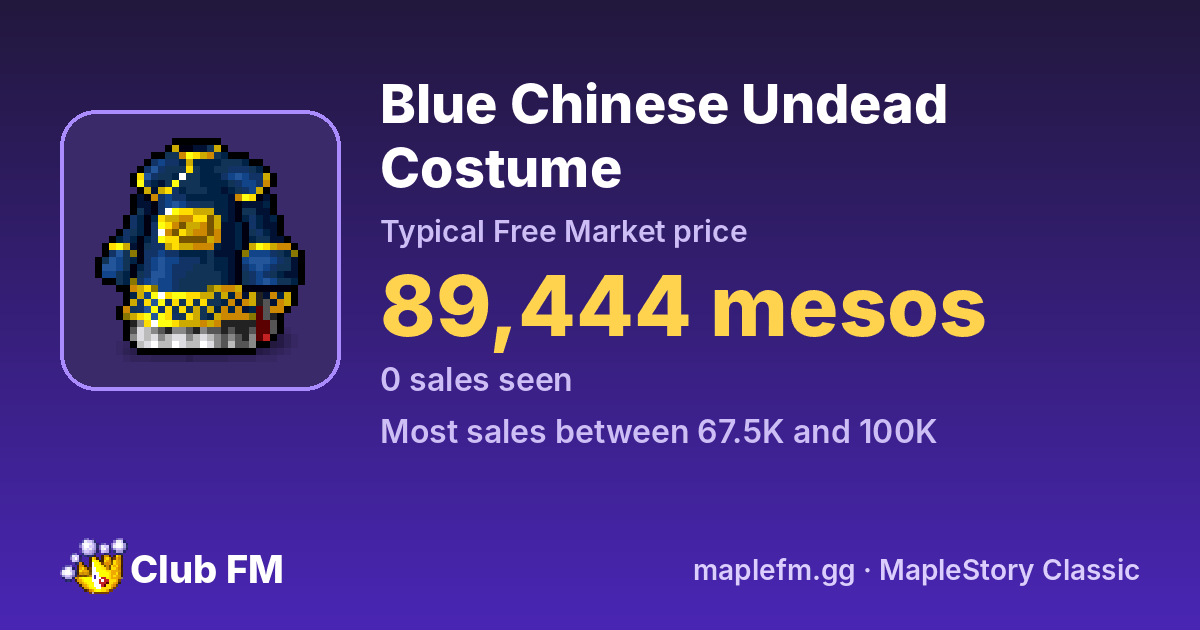 Blue Chinese Undead
Costume
Typical Free Market price
89,444 mesos
0 sales seen
Most sales between 67.5K and 100K
Club FM
maplefm.gg · MapleStory Classic